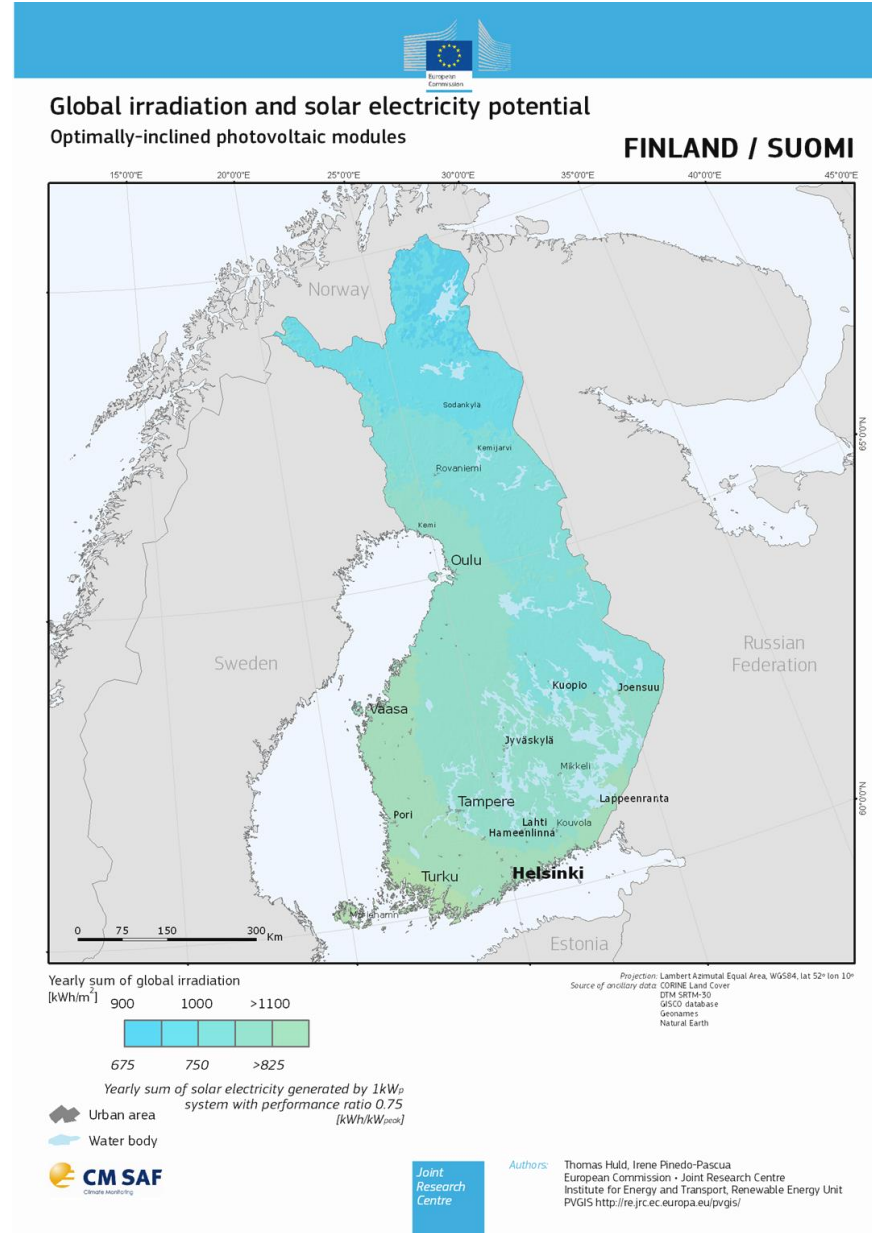 European
Commission
Global irradiation and solar electricity potential
Optimally-inclined photovoltaic modules
FINLAND / SUOMI
15°0'0"E 20°0'0"E 25°0'0"E 30°0'0"E 35°0'0"E 40°0'0"E 45°0'0"E
Norway
Sodankylä
65°0'0"N
Kemijarvi
Rovaniemi
Kemi
Oulu
Sweden
Russian
Federation
Kuopio
Joensuu
Vaasa
Jyväskylä
Mikkeli
Lappeenranta
60°0'0"N
Tampere
Pori
Lahti
Kouvola
Hameenlinna
Helsinki
Turku
Mariehamn
Estonia
0 75 150 300 Km
Yearly sum of global irradiation
[kWh/m2]
900 1000 >1100
675 750 >825
Yearly sum of solar electricity generated by 1kWp
system with performance ratio 0.75
[kWh/kWpeak]
Urban area
Water body
Projection: Lambert Azimutal Equal Area, WGS84, lat 52º lon 10º
Source of ancillary data: CORINE Land Cover
DTM SRTM-30
GISCO database
Geonames
Natural Earth
CM SAF
Climate Monitoring
Joint
Research
Centre
Authors: Thomas Huld, Irene Pinedo-Pascua
European Commission • Joint Research Centre
Institute for Energy and Transport, Renewable Energy Unit
PVGIS http://re.jrc.ec.europa.eu/pvgis/